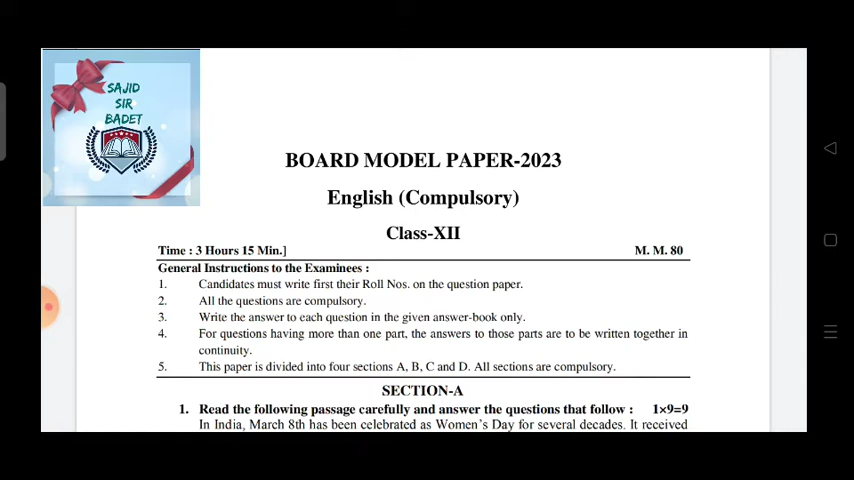 SAJID
SIR
BADET
BOARD MODEL PAPER-2023
English (Compulsory)
Class-XII
Time : 3 Hours 15 Min.] M. M. 80
General Instructions to the Examinees :
1. Candidates must write first their Roll Nos. on the question paper.
2. All the questions are compulsory.
3. Write the answer to each question in the given answer-book only.
4. For questions having more than one part, the answers to those parts are to be written together in
continuity.
5. This paper is divided into four sections A, B, C and D. All sections are compulsory.
SECTION-A
1. Read the following passage carefully and answer the questions that follow : 1×9=9
In India, March 8th has been celebrated as Women's Day for several decades. It received